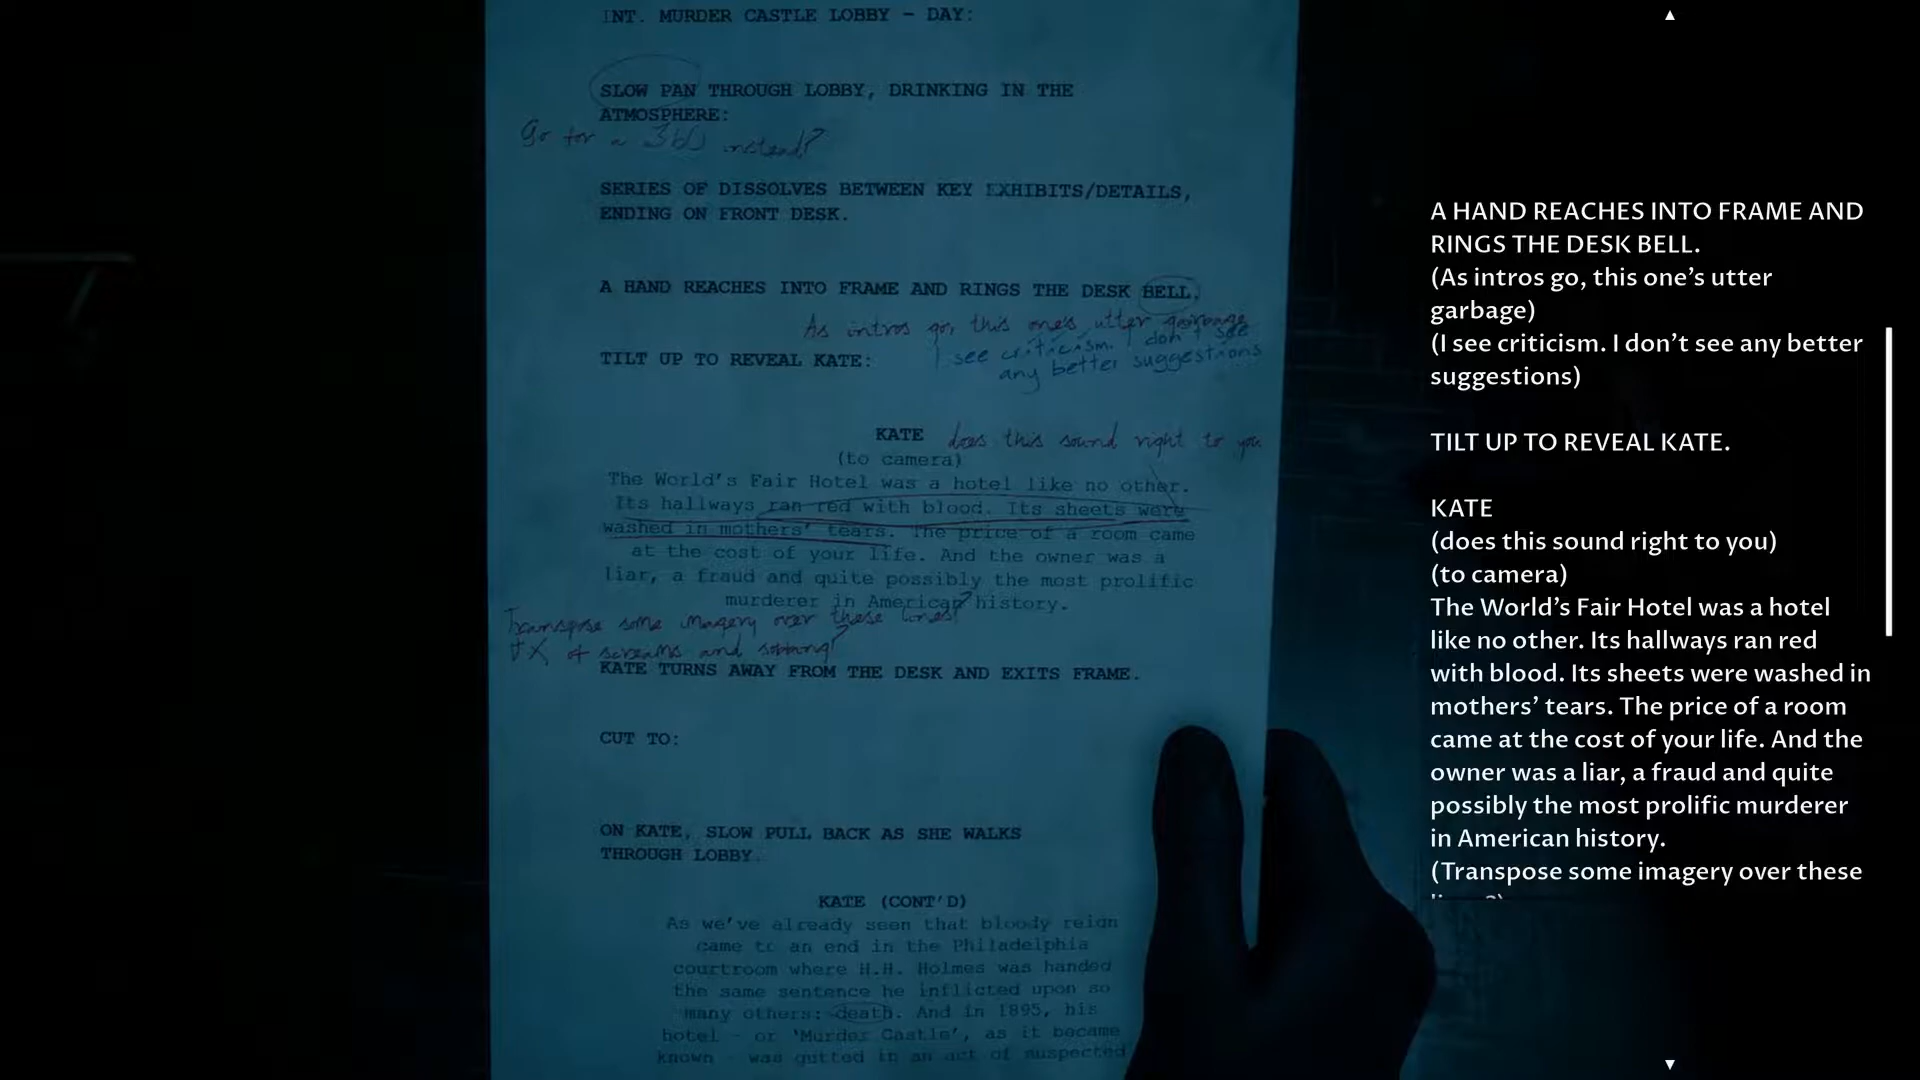 INT. MURDER CASTLE LOBBY – DAY:
SLOW PAN THROUGH LOBBY, DRINKING IN THE
ATMOSPHERE:
Go for a 360 instead?
SERIES OF DISSOLVES BETWEEN KEY EXHIBITS/DETAILS,
ENDING ON FRONT DESK.
A HAND REACHES INTO FRAME AND RINGS THE DESK BELL.
As intros go, this one's utter garbage
I see criticism. I don't see
any better suggestions
TILT UP TO REVEAL KATE:
KATE does this sound right to you
(to camera)
The World's Fair Hotel was a hotel like no other.
Its hallways ran red with blood. Its sheets were
washed in mothers' tears. The price of a room came
at the cost of your life. And the owner was a
liar, a fraud and quite possibly the most prolific
murderer in American history.
Transpose some imagery over these lines?
FX of screams and sobbing?
KATE TURNS AWAY FROM THE DESK AND EXITS FRAME.
CUT TO:
ON KATE, SLOW PULL BACK AS SHE WALKS
THROUGH LOBBY.
KATE (CONT'D)
As we've already seen that bloody reign
came to an end in the Philadelphia
courtroom where H.H. Holmes was handed
the same sentence he inflicted upon so
many others: death. And in 1895, his
hotel – or 'Murder Castle', as it became
known – was gutted in an act of suspected
A HAND REACHES INTO FRAME AND
RINGS THE DESK BELL.
(As intros go, this one's utter
garbage)
(I see criticism. I don't see any better
suggestions)
TILT UP TO REVEAL KATE.
KATE
(does this sound right to you)
(to camera)
The World's Fair Hotel was a hotel
like no other. Its hallways ran red
with blood. Its sheets were washed in
mothers' tears. The price of a room
came at the cost of your life. And the
owner was a liar, a fraud and quite
possibly the most prolific murderer
in American history.
(Transpose some imagery over these